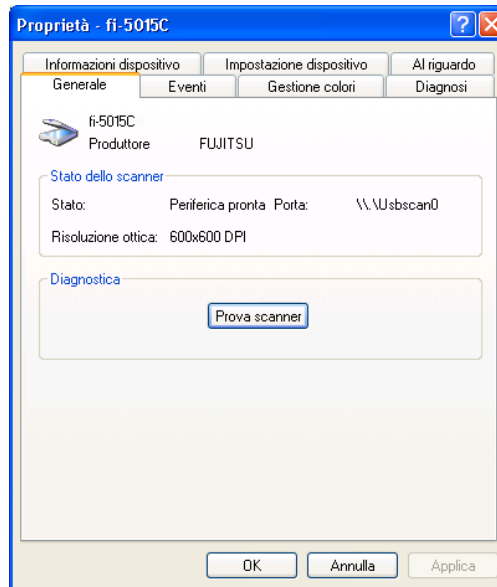 Proprietà - fi-5015C
Informazioni dispositivo Impostazione dispositivo Al riguardo
Generale Eventi Gestione colori Diagnosi
fi-5015C
Produttore FUJITSU
Stato dello scanner
Stato: Periferica pronta Porta: \\.\Usbscan0
Risoluzione ottica: 600x600 DPI
Diagnostica
Prova scanner
OK Annulla Applica